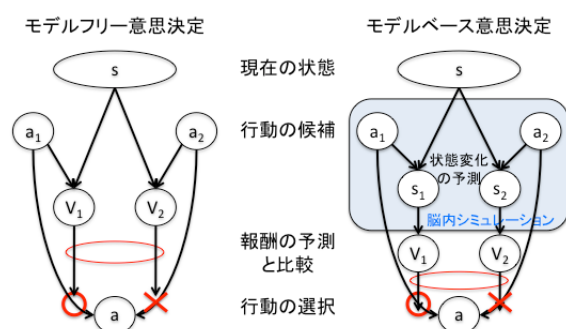 モデルフリー意思決定
モデルベース意思決定
s
現在の状態
s
a1
a2
行動の候補
a1
a2
状態変化
の予測
V1
V2
s1
s2
脳内シミュレーション
報酬の予測
と比較
V1
V2
a
行動の選択
a